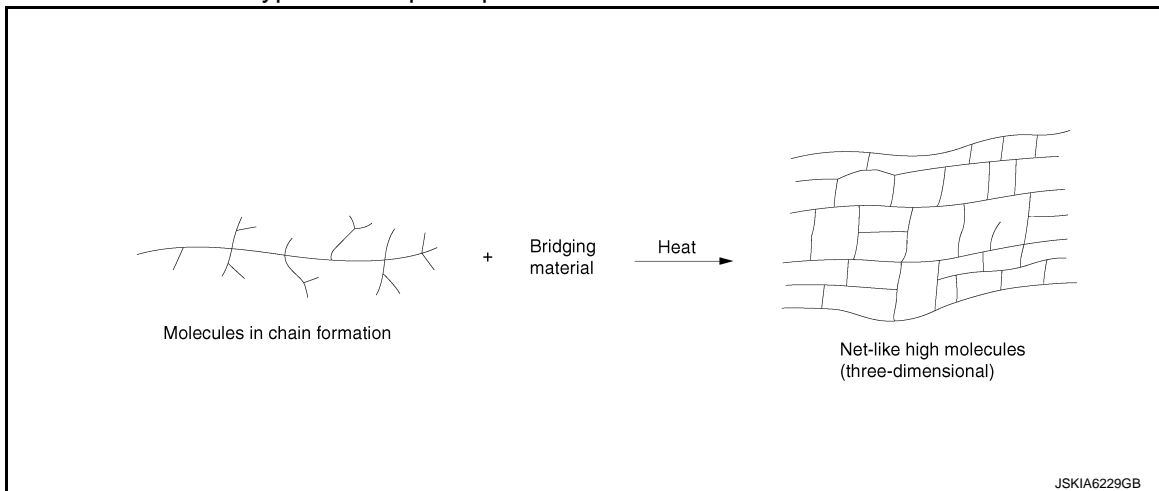 +
Bridging
material
Heat
Molecules in chain formation
Net-like high molecules
(three-dimensional)
JSKIA6229GB